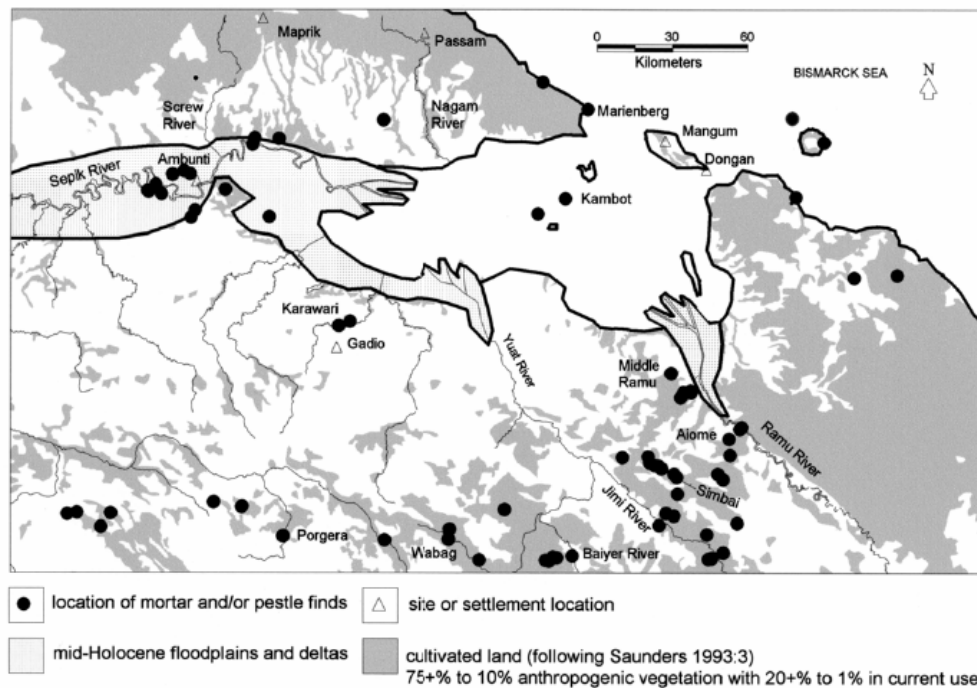 Maprik
Passam
0 30 60
Kilometers
BISMARCK SEA
N
Screw
River
Nagam
River
Marienberg
Mangum
Dongan
Ambunti
Sepik River
Kambot
Karawari
Gadio
Yuat River
Middle
Ramu
Aiome
Ramu River
Simbai
Jimi River
Porgera
Wabag
Baiyer River
location of mortar and/or pestle finds
site or settlement location
mid-Holocene floodplains and deltas
cultivated land (following Saunders 1993:3)
75+% to 10% anthropogenic vegetation with 20+% to 1% in current use